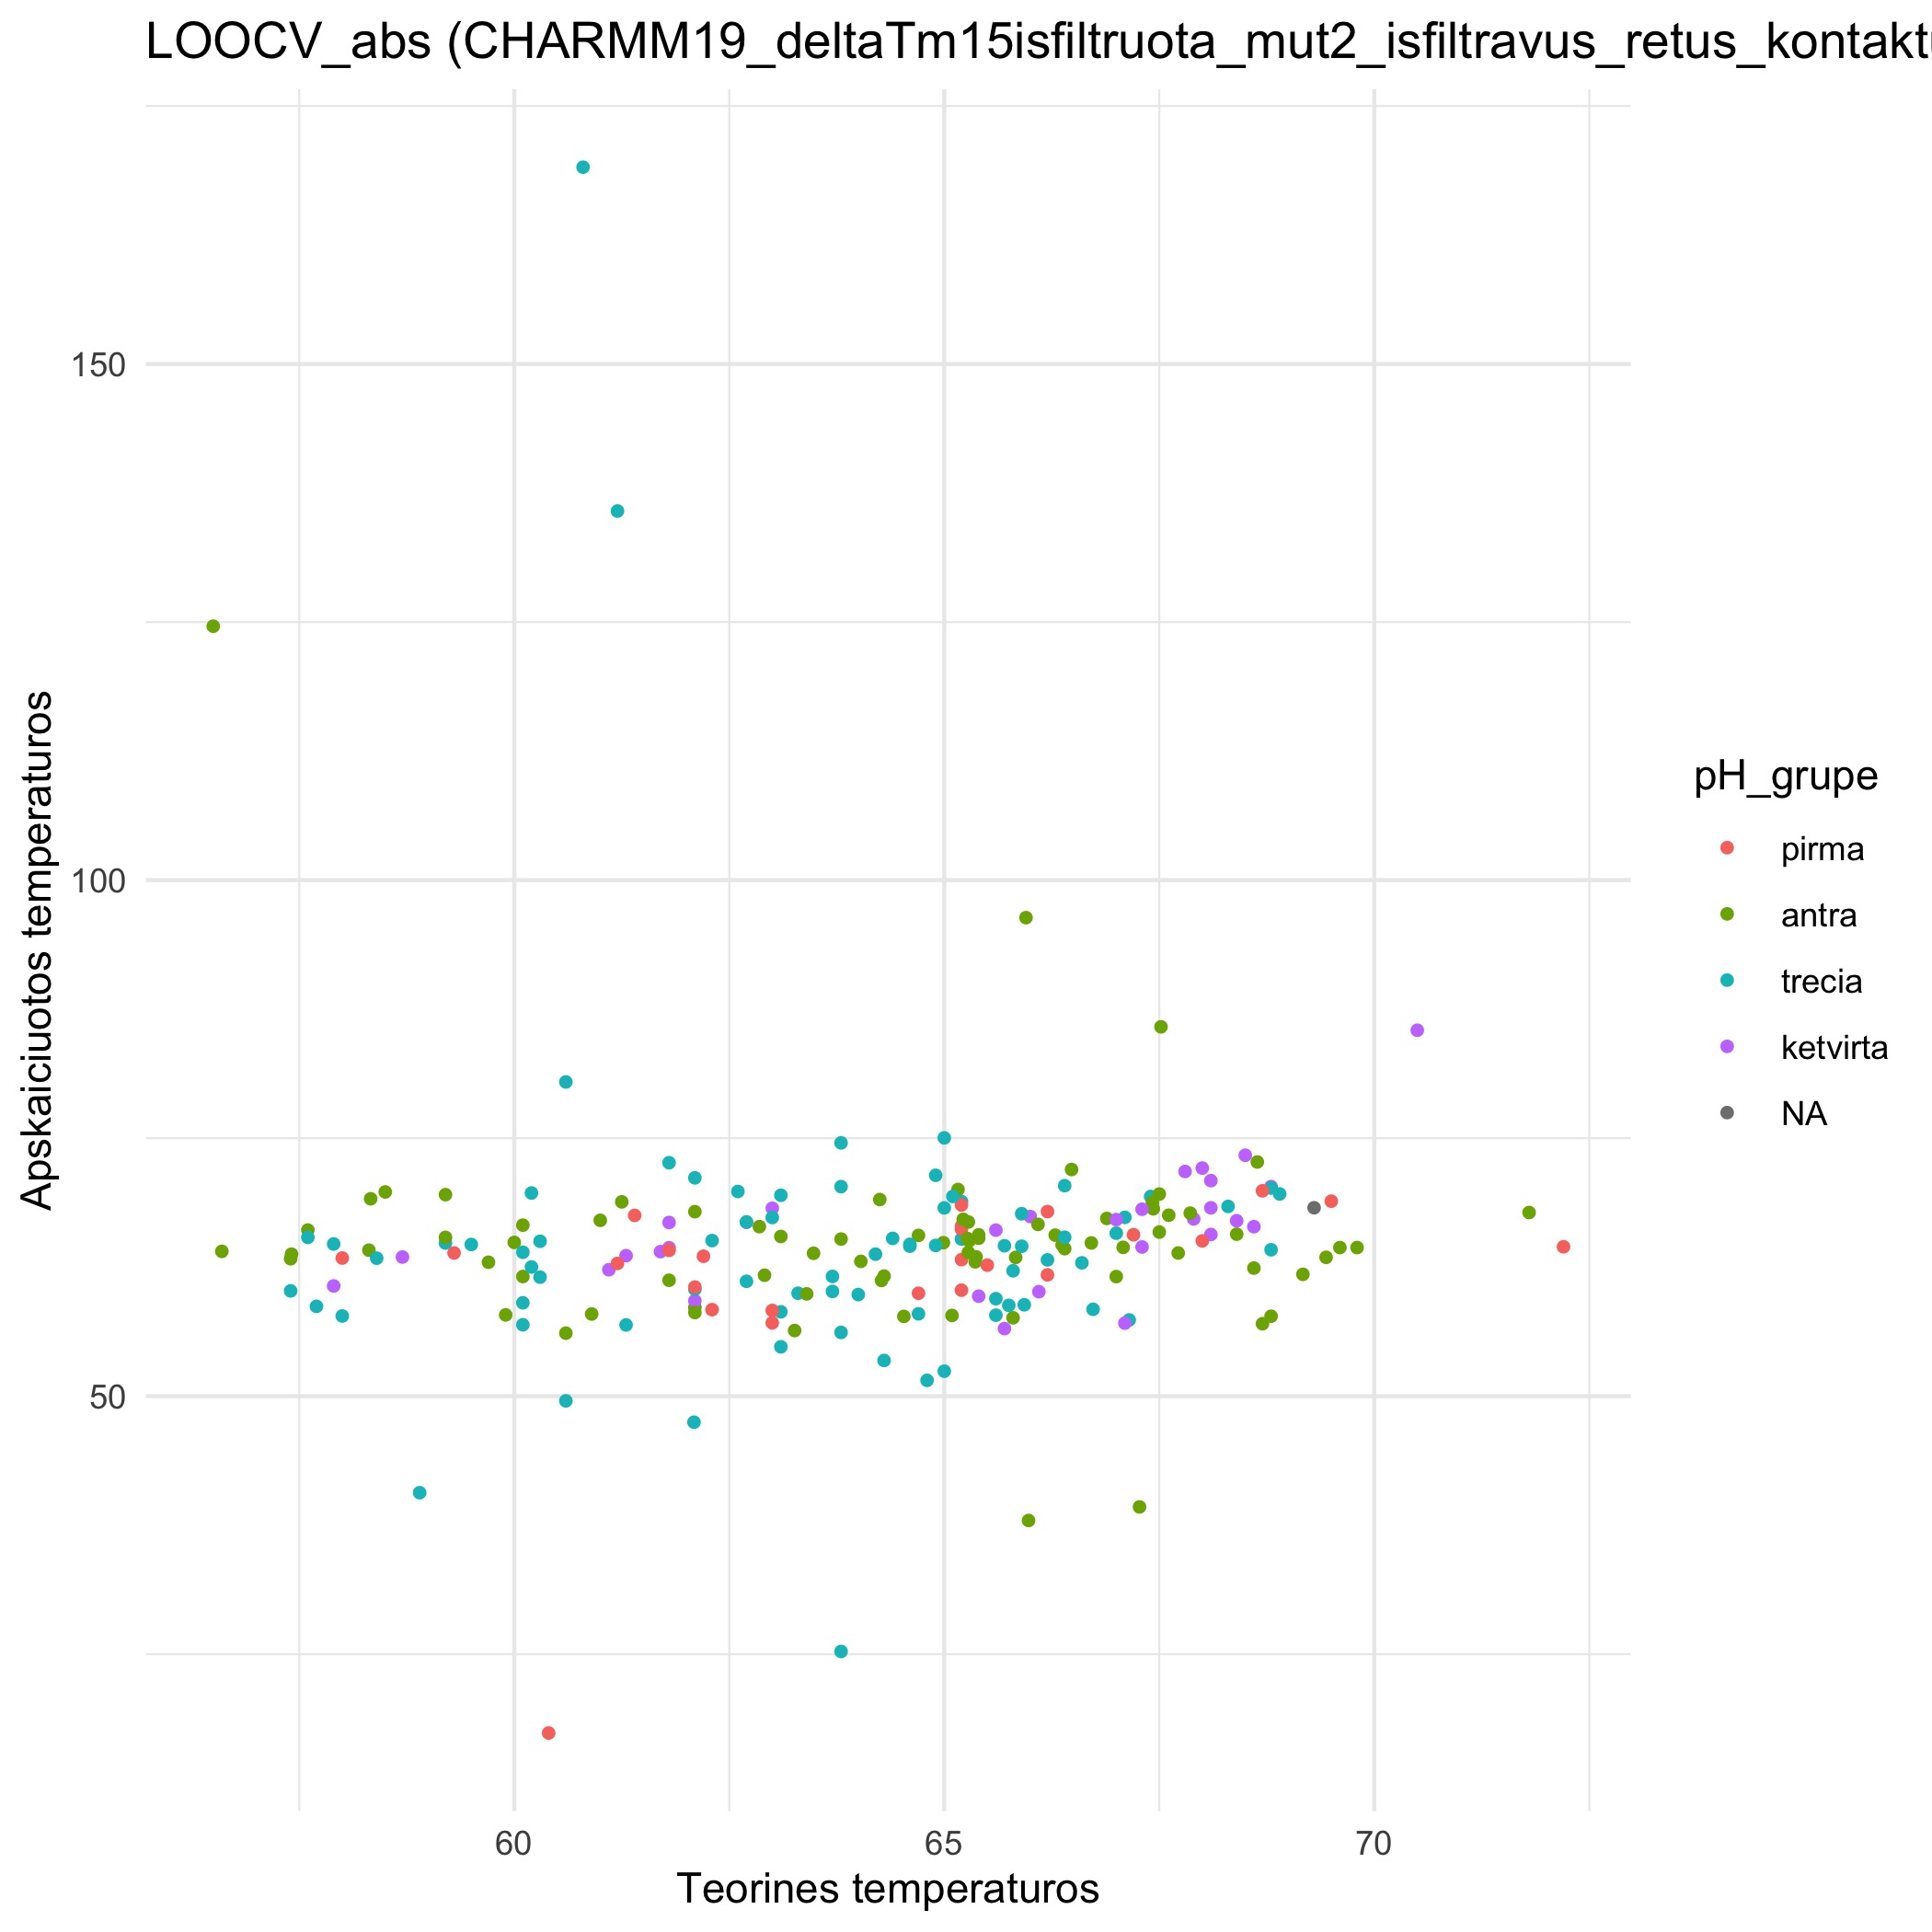 LOOCV_abs (CHARMM19_deltaTm15isfiltruota_mut2_isfiltravus_retus_kontakt
150
100
50
Apskaiciuotos temperaturos
60
65
70
Teorines temperaturos
pH_grupe
pirma
antra
trecia
ketvirta
NA